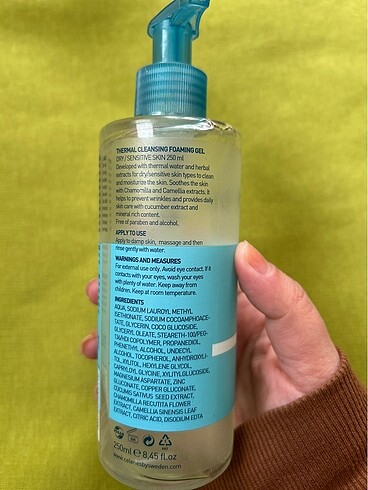 THERMAL CLEANSING FOAMING GEL
DRY/SENSITIVE SKIN 250 ml
Developed with thermal water and herbal
extracts for dry/sensitive skin types to clean
and moisturize the skin. Soothes the skin
with Chamomilla and Camellia extracts, it
helps to prevent wrinkles and provides daily
skin care with cucumber extract and
mineral rich content.
Free of paraben and alcohol.
APPLY TO USE
Apply to damp skin, massage and then
rinse gently with water.
WARNINGS AND MEASURES
For external use only. Avoid eye contact. If it
contacts with your eyes, wash your eyes
with plenty of water. Keep away from
children. Keep at room temperature.
INGREDIENTS
AQUA, SODIUM LAUROYL METHYL
ISETHIONATE, SODIUM COCOAMPHOACE-
TATE, GLYCERIN, COCO GLUCOSIDE,
GLYCERYL OLEATE, STEARETH-100/PEG-
136/HDI COPOLYMER, PROPANEDIOL,
PHENETHYL ALCOHOL, UNDECYL
ALCOHOL, TOCOPHEROL, ANHYDROXYLI-
TOL, XYLITOL, HEXYLENE GLYCOL,
CAPRYLOYL GLYCINE, XYLITYLGLUCOSIDE,
MAGNESIUM ASPARTATE, ZINC
GLUCONATE, COPPER GLUCONATE,
CUCUMIS SATIVUS SEED EXTRACT,
CHAMOMILLA RECUTITA FLOWER
EXTRACT, CAMELLIA SINENSIS LEAF
EXTRACT, CITRIC ACID, DISODIUM EDTA
250ml e 8,45 fl.oz
www.celenesbysweden.com